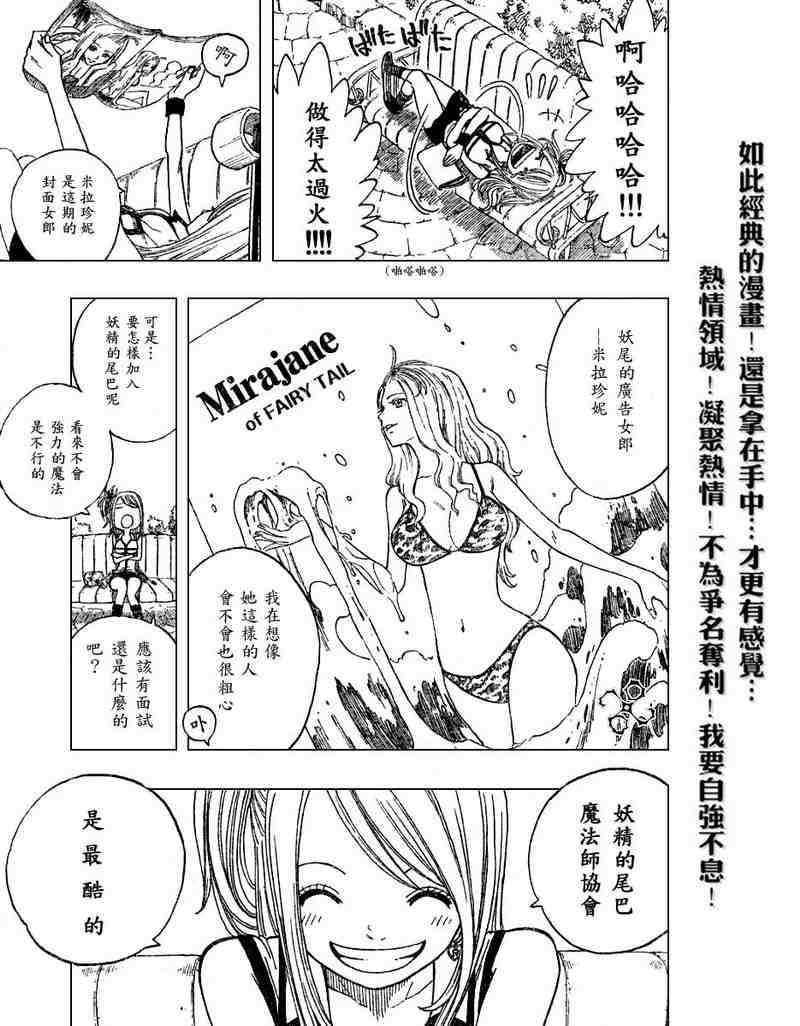 啊哈哈哈哈!!!
ばたばた
做得太過火!!!!
（啪嗒啪嗒）
啊
米拉珍妮
是這期的
封面女郎
妖尾的廣告女郎
—米拉珍妮
Mirajane
of FAIRY TAIL
我在想像
她這樣的人
會不會也很粗心
卟
可是…
要怎樣加入
妖精的尾巴呢
看來不會
強力的魔法
是不行的
應該有面試
還是什麼的
吧？
妖精的尾巴
魔法師協會
是最酷的
如此經典的漫畫！還是拿在手中…才更有感覺…
熱情領域！凝聚熱情！不為爭名奪利！我要自強不息！